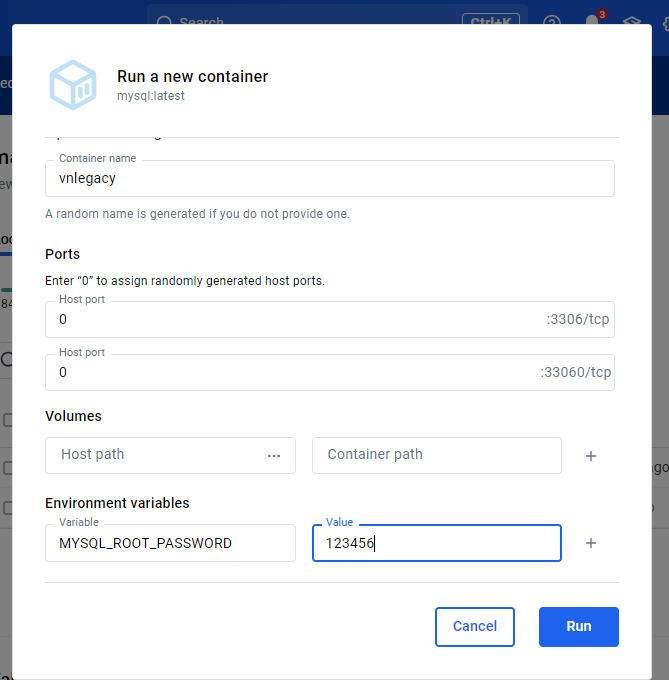 Search
Ctrl+K
3
Run a new container
mysql:latest
Container name
vnlegacy
A random name is generated if you do not provide one.
Ports
Enter “0” to assign randomly generated host ports.
Host port
0 :3306/tcp
Host port
0 :33060/tcp
Volumes
Host path ... Container path +
Environment variables
Variable Value
MYSQL_ROOT_PASSWORD 123456 +
Cancel Run